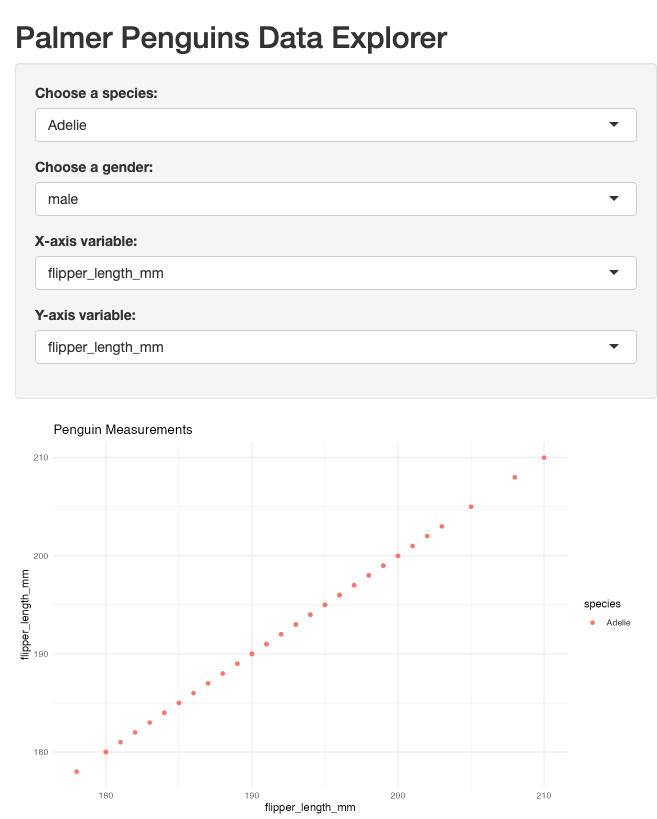 Palmer Penguins Data Explorer
Choose a species:
Adelie
Choose a gender:
male
X-axis variable:
flipper_length_mm
Y-axis variable:
flipper_length_mm
Penguin Measurements
210
200
190
180
flipper_length_mm
180 190 200 210
flipper_length_mm
species
Adelie